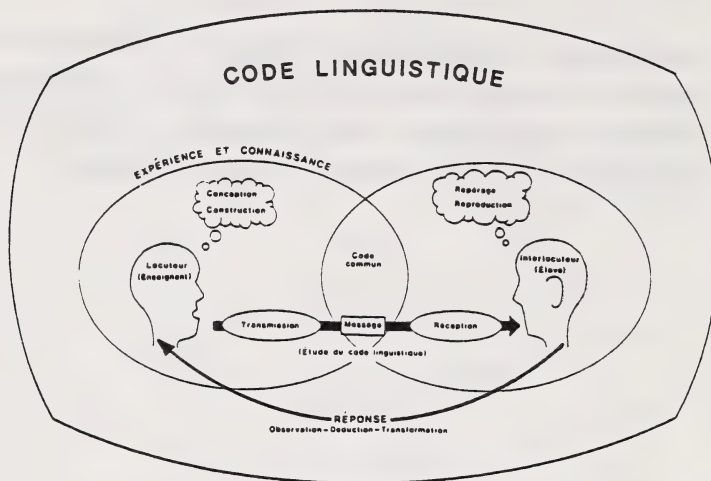 CODE LINGUISTIQUE
EXPÉRIENCE ET CONNAISSANCE
Conception
Construction
Repérage
Reproduction
Code
commun
Locuteur
(Enseignant)
Interlocuteur
(Élève)
Transmission
Message
Réception
(Étude du code linguistique)
RÉPONSE
Observation–Déduction–Transformation